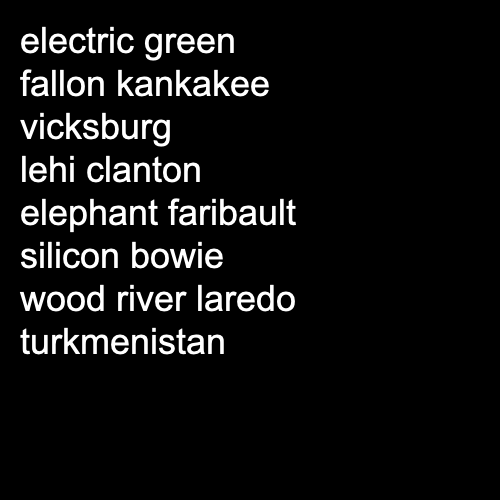 electric green
fallon kankakee
vicksburg
lehi clanton
elephant faribault
silicon bowie
wood river laredo
turkmenistan